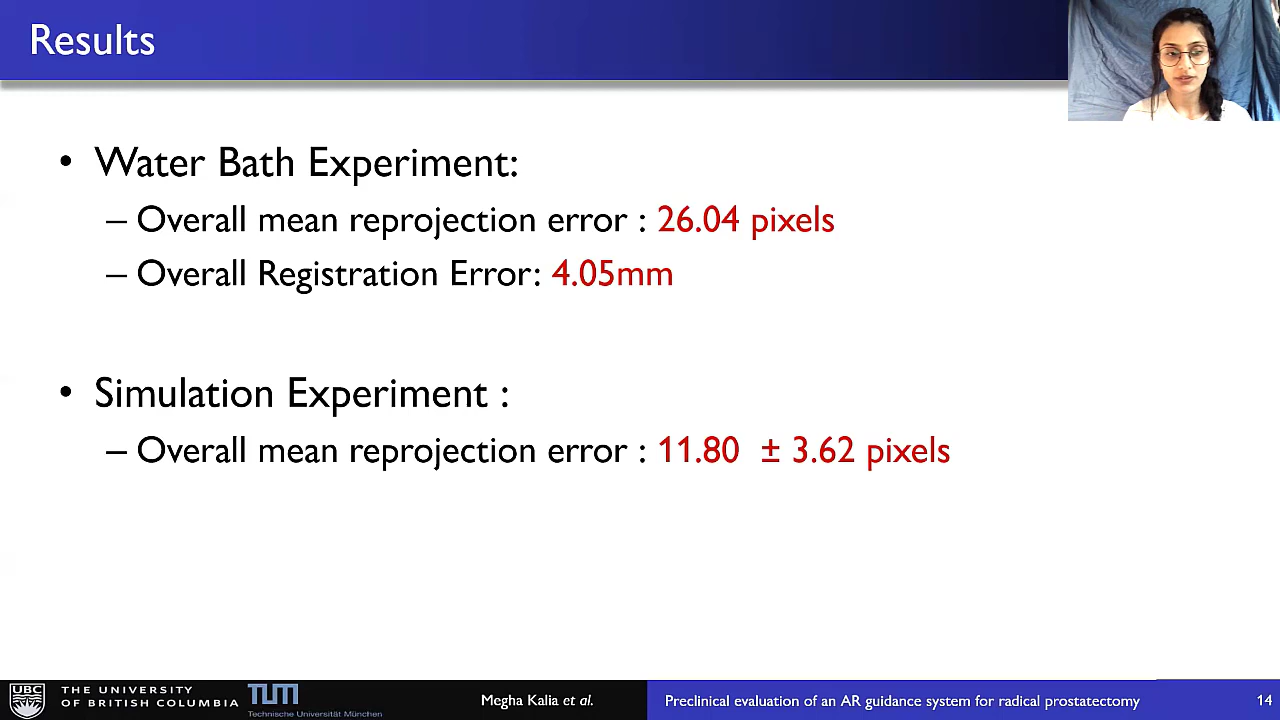 Results
• Water Bath Experiment:
– Overall mean reprojection error : 26.04 pixels
– Overall Registration Error: 4.05mm
• Simulation Experiment :
– Overall mean reprojection error : 11.80 ± 3.62 pixels
UBC
THE UNIVERSITY
OF BRITISH COLUMBIA
TUM
Technische Universität München
Megha Kalia et al.
Preclinical evaluation of an AR guidance system for radical prostatectomy
14